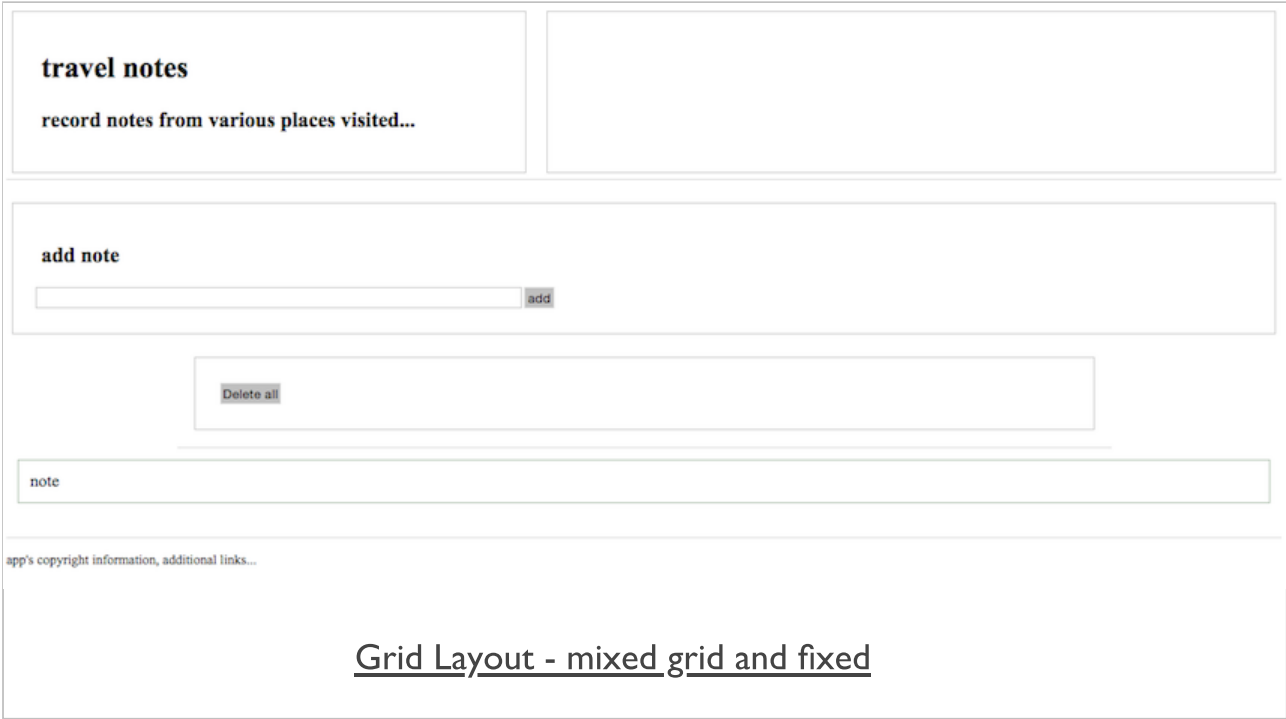 travel notes
record notes from various places visited...
add note
add
Delete all
note
app's copyright information, additional links...
Grid Layout - mixed grid and fixed